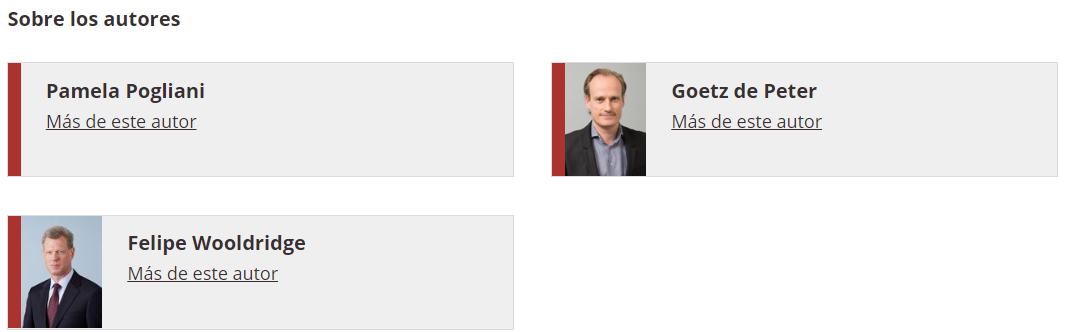 Sobre los autores
Pamela Pogliani
Más de este autor
Goetz de Peter
Más de este autor
Felipe Wooldridge
Más de este autor